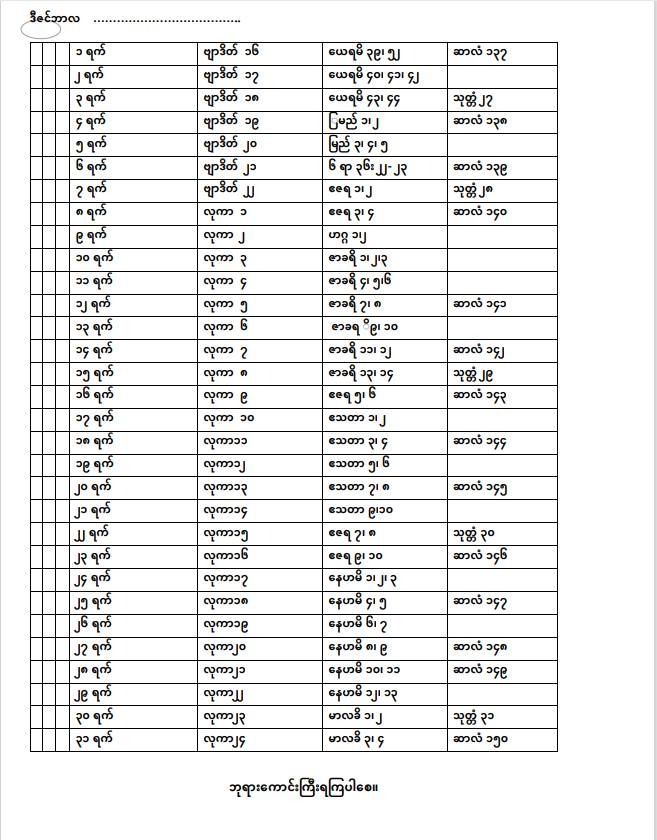 ဒီဇင်ဘာလ ……………………………….
၁ ရက် ဗျာဒိတ် ၁၆ ယေရမိ ၃၉၊ ၅၂ ဆာလံ ၁၃၇
၂ ရက် ဗျာဒိတ် ၁၇ ယေရမိ ၄၀၊ ၄၁၊ ၄၂
၃ ရက် ဗျာဒိတ် ၁၈ ယေရမိ ၄၃၊ ၄၄ သုတ္တံ ၂၇
၄ ရက် ဗျာဒိတ် ၁၉ မြည် ၁၊ ၂ ဆာလံ ၁၃၈
၅ ရက် ဗျာဒိတ် ၂၀ မြည် ၃၊ ၄၊ ၅
၆ ရက် ဗျာဒိတ် ၂၁ ၆ ရာ ၃၆း ၂၂- ၂၃ ဆာလံ ၁၃၉
၇ ရက် ဗျာဒိတ် ၂၂ ဧဇရ ၁၊ ၂ သုတ္တံ ၂၈
၈ ရက် လုကာ ၁ ဧဇရ ၃၊ ၄ ဆာလံ ၁၄၀
၉ ရက် လုကာ ၂ ဟဂ္ဂ ၁၊၂
၁၀ ရက် လုကာ ၃ ဇာခရိ ၁၊ ၂၊၃
၁၁ ရက် လုကာ ၄ ဇာခရိ ၄၊ ၅၊၆
၁၂ ရက် လုကာ ၅ ဇာခရိ ၇၊ ၈ ဆာလံ ၁၄၁
၁၃ ရက် လုကာ ၆ ဇာခရ ိ၉၊ ၁၀
၁၄ ရက် လုကာ ၇ ဇာခရိ ၁၁၊ ၁၂ ဆာလံ ၁၄၂
၁၅ ရက် လုကာ ၈ ဇာခရိ ၁၃၊ ၁၄ သုတ္တံ ၂၉
၁၆ ရက် လုကာ ၉ ဧဇရ ၅၊ ၆ ဆာလံ ၁၄၃
၁၇ ရက် လုကာ ၁၀ ဧသတာ ၁၊ ၂
၁၈ ရက် လုကာ၁၁ ဧသတာ ၃၊ ၄ ဆာလံ ၁၄၄
၁၉ ရက် လုကာ၁၂ ဧသတာ ၅၊ ၆
၂၀ ရက် လုကာ၁၃ ဧသတာ ၇၊ ၈ ဆာလံ ၁၄၅
၂၁ ရက် လုကာ၁၄ ဧသတာ ၉၊၁၀
၂၂ ရက် လုကာ၁၅ ဧဇရ ၇၊ ၈ သုတ္တံ ၃၀
၂၃ ရက် လုကာ၁၆ ဧဇရ ၉၊ ၁၀ ဆာလံ ၁၄၆
၂၄ ရက် လုကာ၁၇ နေဟမိ ၁၊ ၂၊ ၃
၂၅ ရက် လုကာ၁၈ နေဟမိ ၄၊ ၅ ဆာလံ ၁၄၇
၂၆ ရက် လုကာ၁၉ နေဟမိ ၆၊ ၇
၂၇ ရက် လုကာ၂၀ နေဟမိ ၈၊ ၉ ဆာလံ ၁၄၈
၂၈ ရက် လုကာ၂၁ နေဟမိ ၁၀၊ ၁၁ ဆာလံ ၁၄၉
၂၉ ရက် လုကာ၂၂ နေဟမိ ၁၂၊ ၁၃
၃၀ ရက် လုကာ၂၃ မာလခိ ၁၊ ၂ သုတ္တံ ၃၁
၃၁ ရက် လုကာ၂၄ မာလခိ ၃၊ ၄ ဆာလံ ၁၅၀
ဘုရားကောင်းကြီးရကြပါစေ။